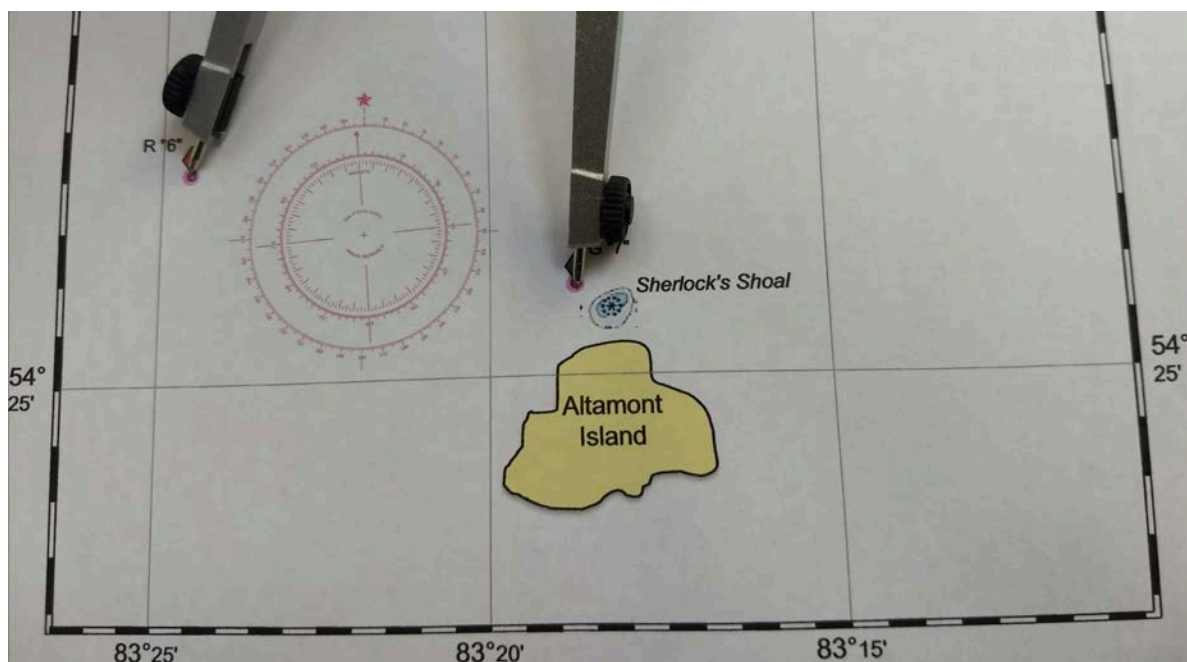 R "6"
G
Sherlock's Shoal
54°
25'
54°
25'
Altamont
Island
83°25'
83°20'
83°15'